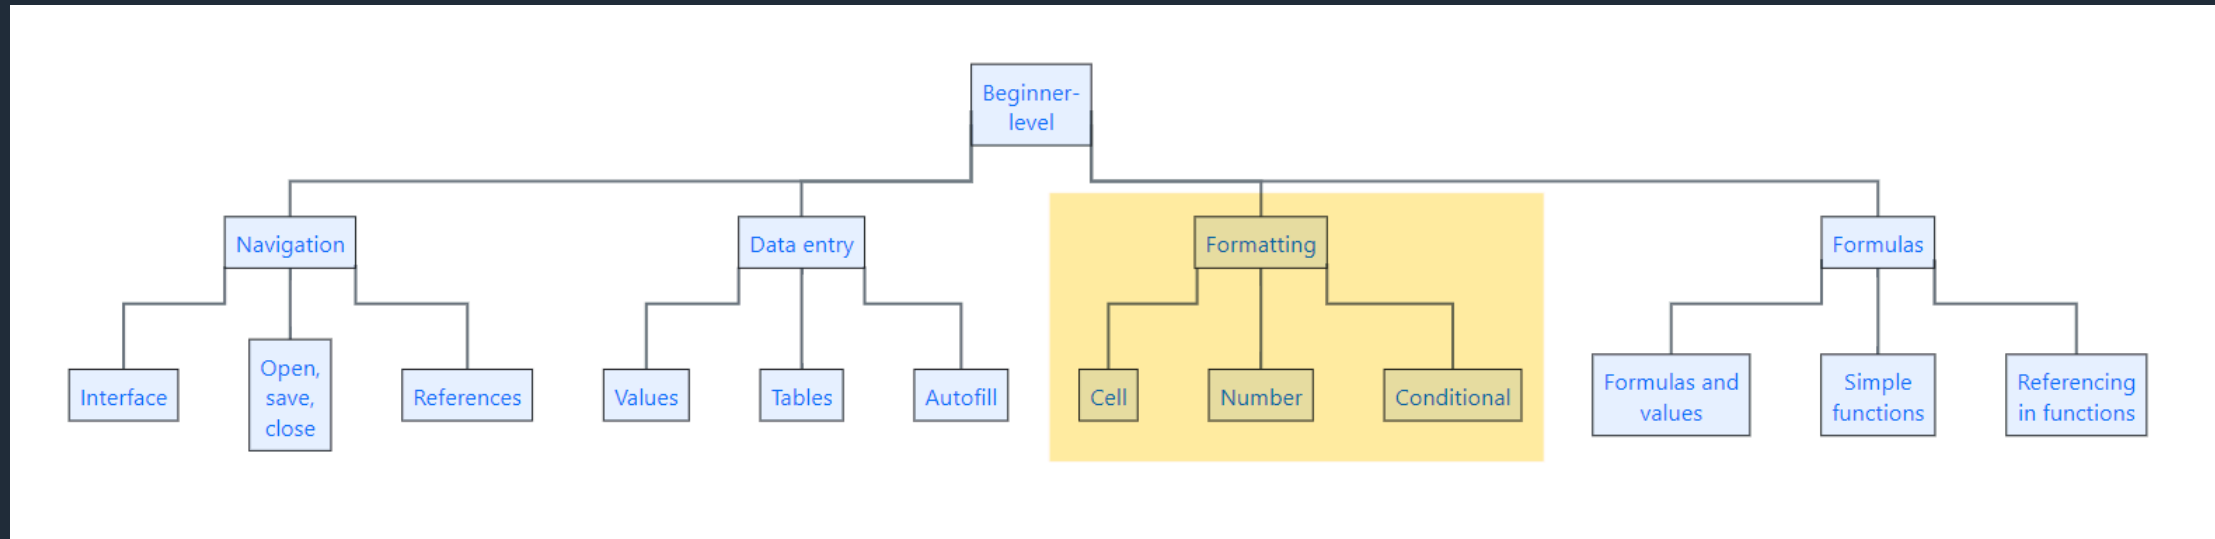 Beginner-
level
Navigation
Data entry
Formatting
Formulas
Interface
Open,
save,
close
References
Values
Tables
Autofill
Cell
Number
Conditional
Formulas and
values
Simple
functions
Referencing
in functions